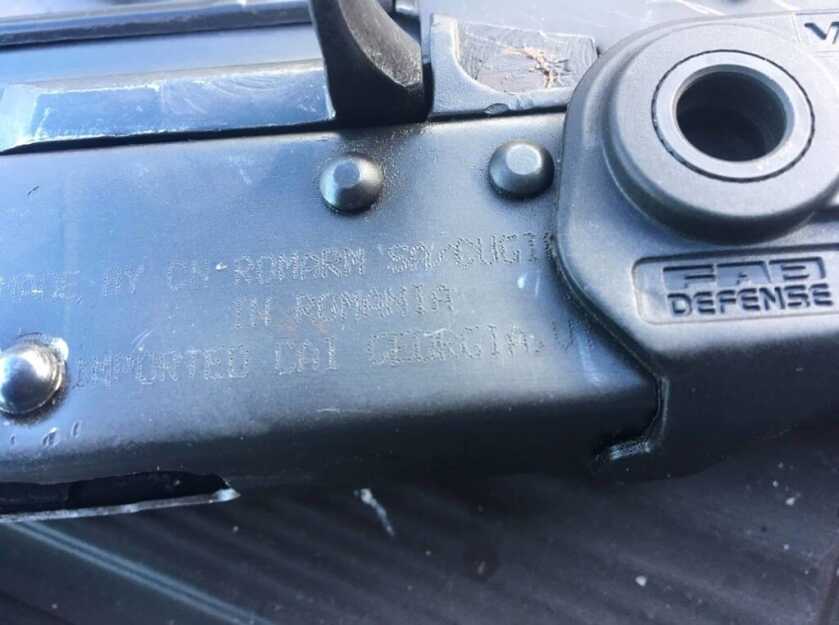 MADE BY CN ROMARM SA/CUGIR
IN ROMANIA
IMPORTED CAI GEORGIA, VT
FAB
DEFENSE